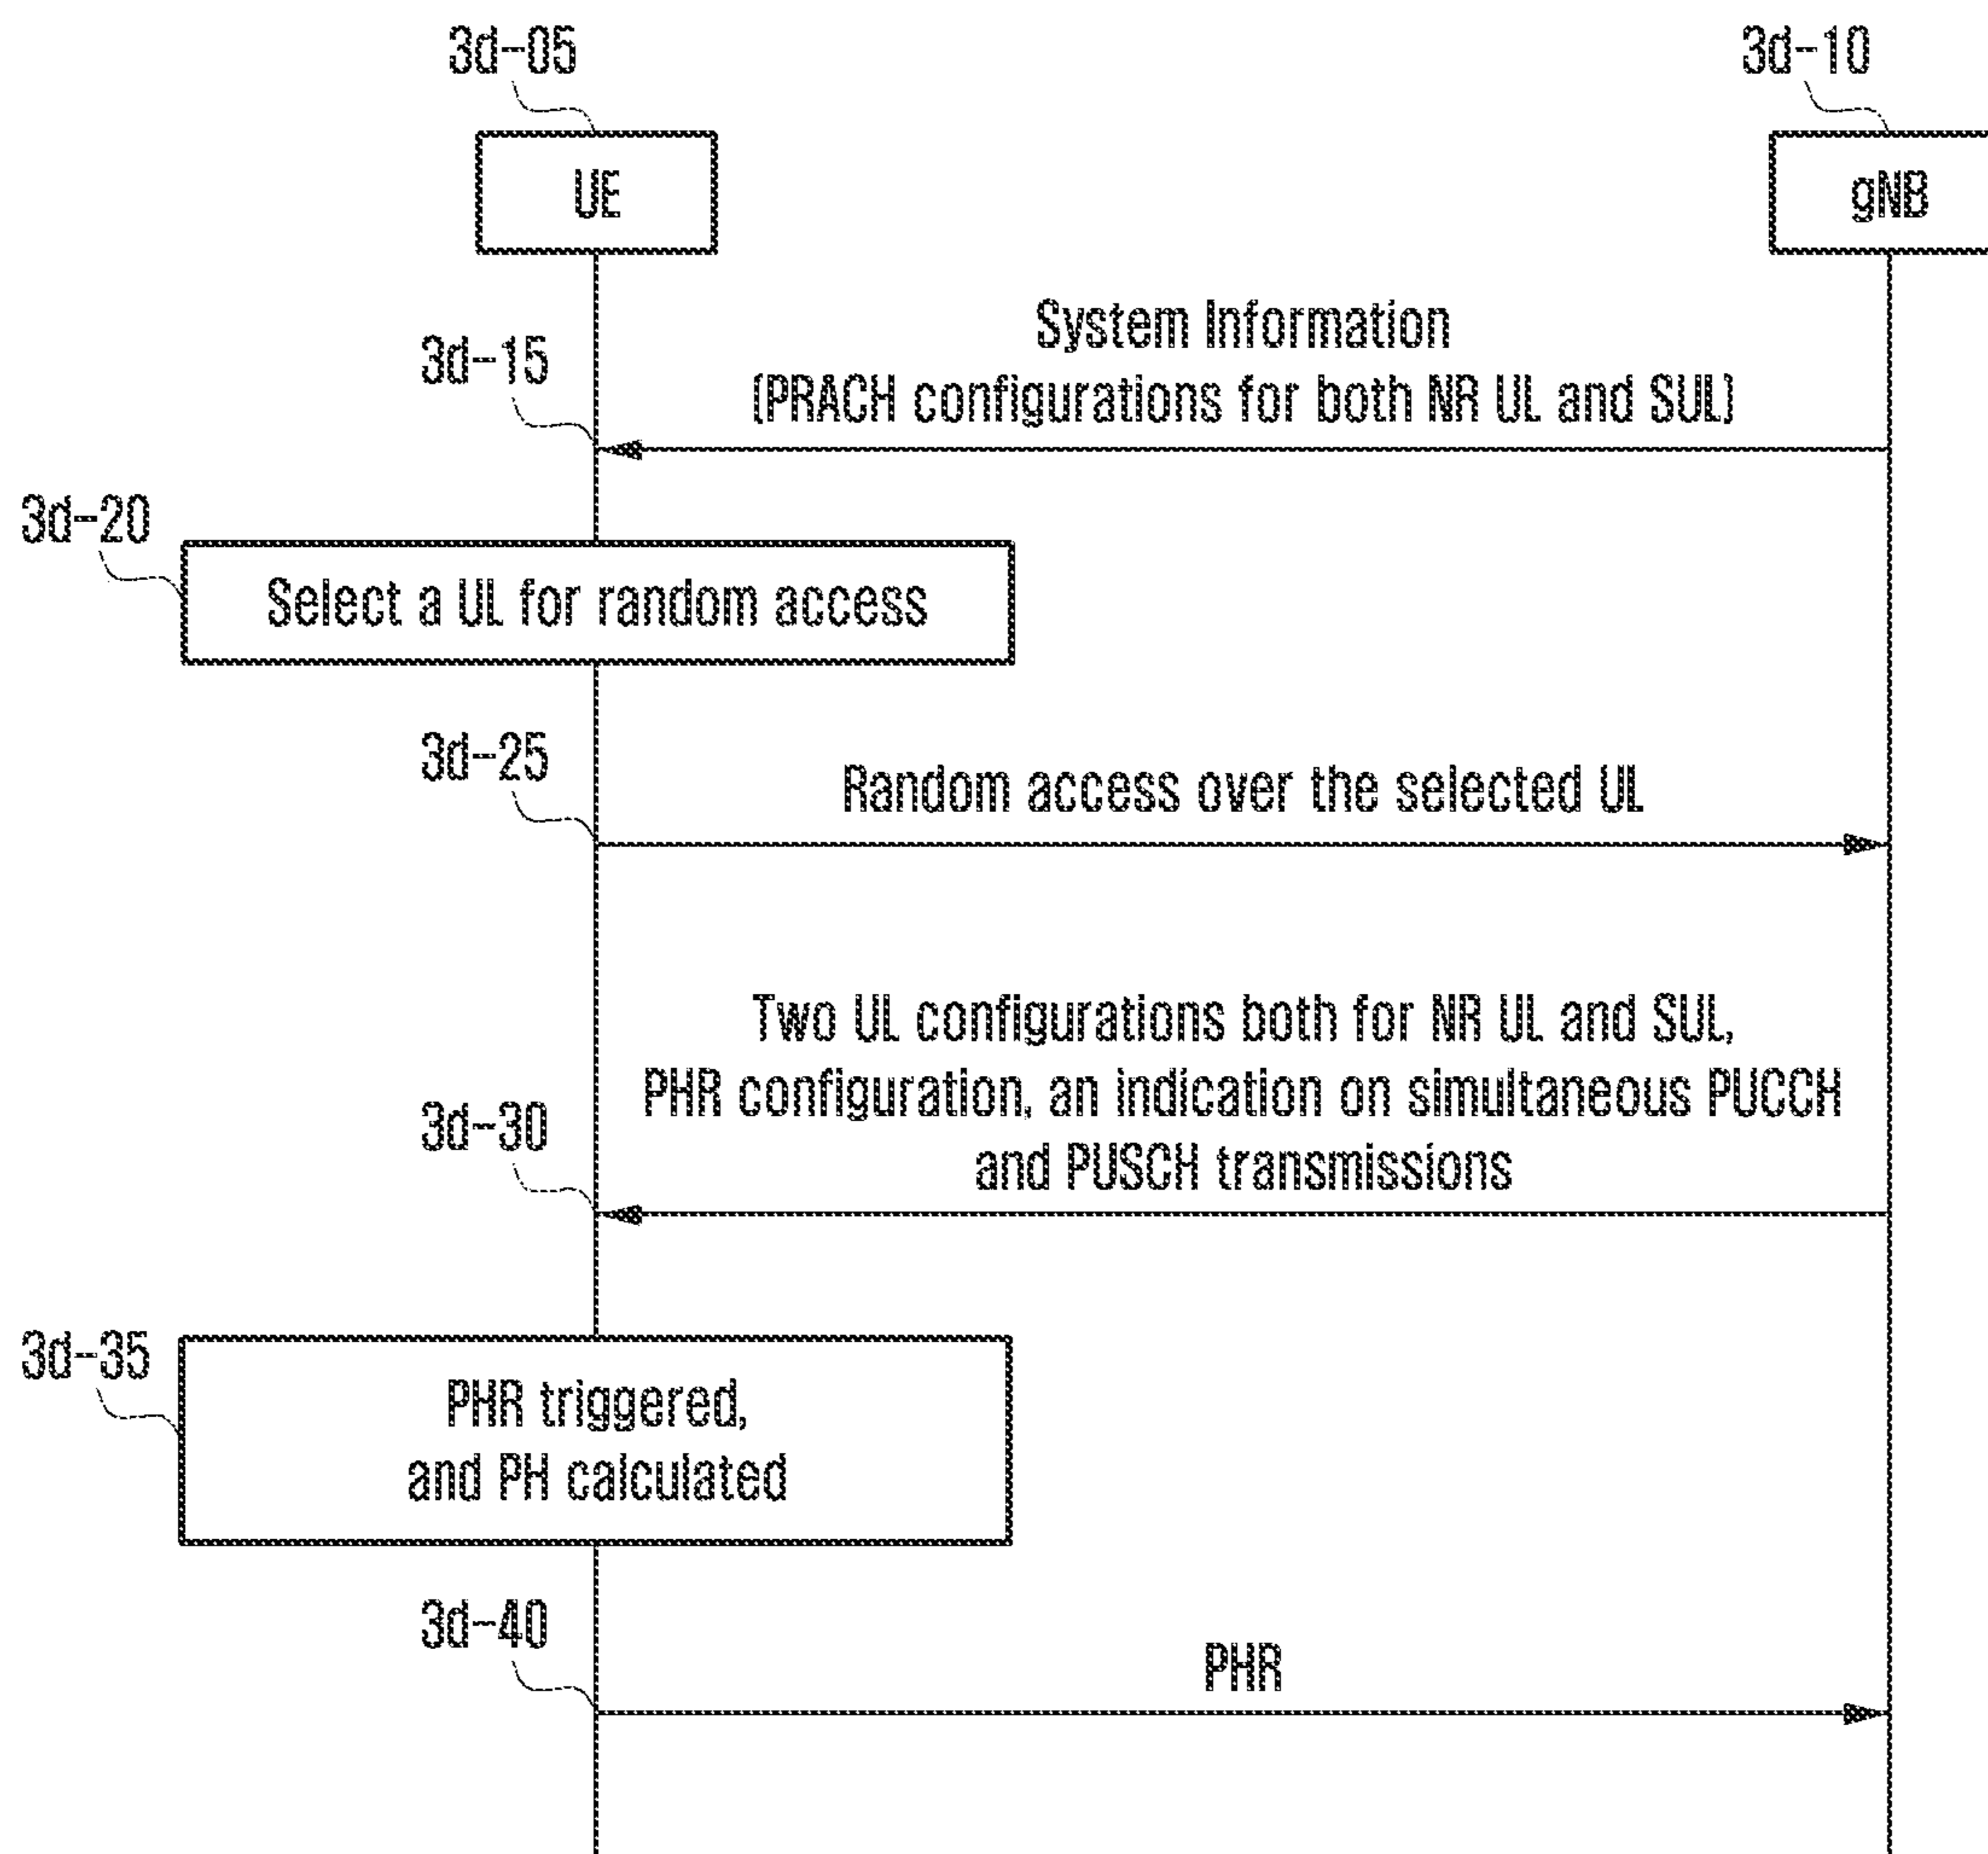 3d-05
3d-10
UE
gNB
System Information
(PRACH configurations for both NR UL and SUL)
3d-15
3d-20
Select a UL for random access
3d-25
Random access over the selected UL
Two UL configurations both for NR UL and SUL,
PHR configuration, an indication on simultaneous PUCCH
and PUSCH transmissions
3d-30
3d-35
PHR triggered,
and PH calculated
3d-40
PHR